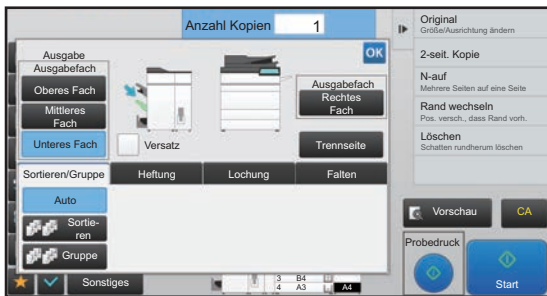 Anzahl Kopien 1
Original
Größe/Ausrichtung ändern
2-seit. Kopie
N-auf
Mehrere Seiten auf eine Seite
Rand wechseln
Pos. versch., dass Rand vorh.
Löschen
Schatten rundherum löschen
Vorschau
CA
Probedruck
Start
Ausgabe
OK
Ausgabefach
Oberes Fach
Mittleres
Fach
Unteres Fach
Versatz
Ausgabefach
Rechtes
Fach
Trennseite
Sortieren/Gruppe
Heftung
Lochung
Falten
Auto
Sortie-
ren
Gruppe
Sonstiges
3 B4
4 A3
A4